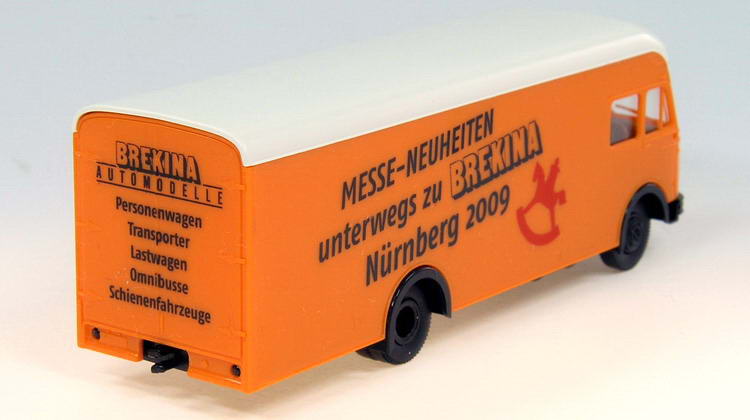 BREKINA
AUTOMODELLE
Personenwagen
Transporter
Lastwagen
Omnibusse
Schienenfahrzeuge
MESSE-NEUHEITEN
unterwegs zu BREKINA
Nürnberg 2009